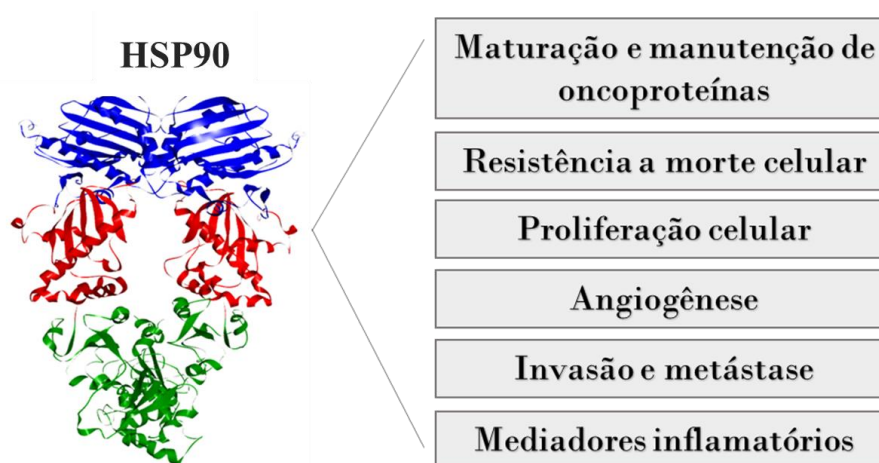 HSP90
Maturação e manutenção de
oncoproteínas
Resistência a morte celular
Proliferação celular
Angiogênese
Invasão e metástase
Mediadores inflamatórios